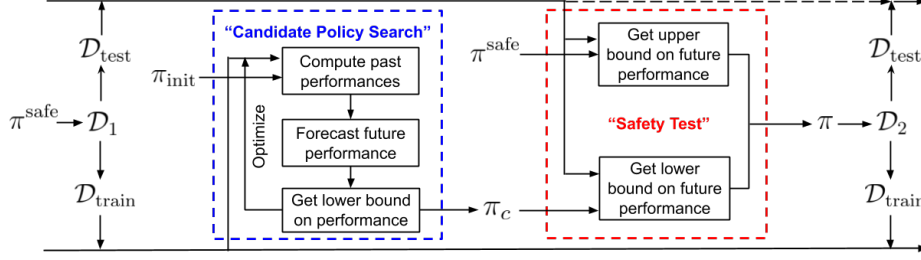 π^safe
D_1
D_test
D_train
“Candidate Policy Search”
π_init
Compute past
performances
Forecast future
performance
Get lower bound
on performance
Optimize
π_c
π^safe
Get upper
bound on future
performance
“Safety Test”
Get lower
bound on future
performance
π
D_2
D_test
D_train